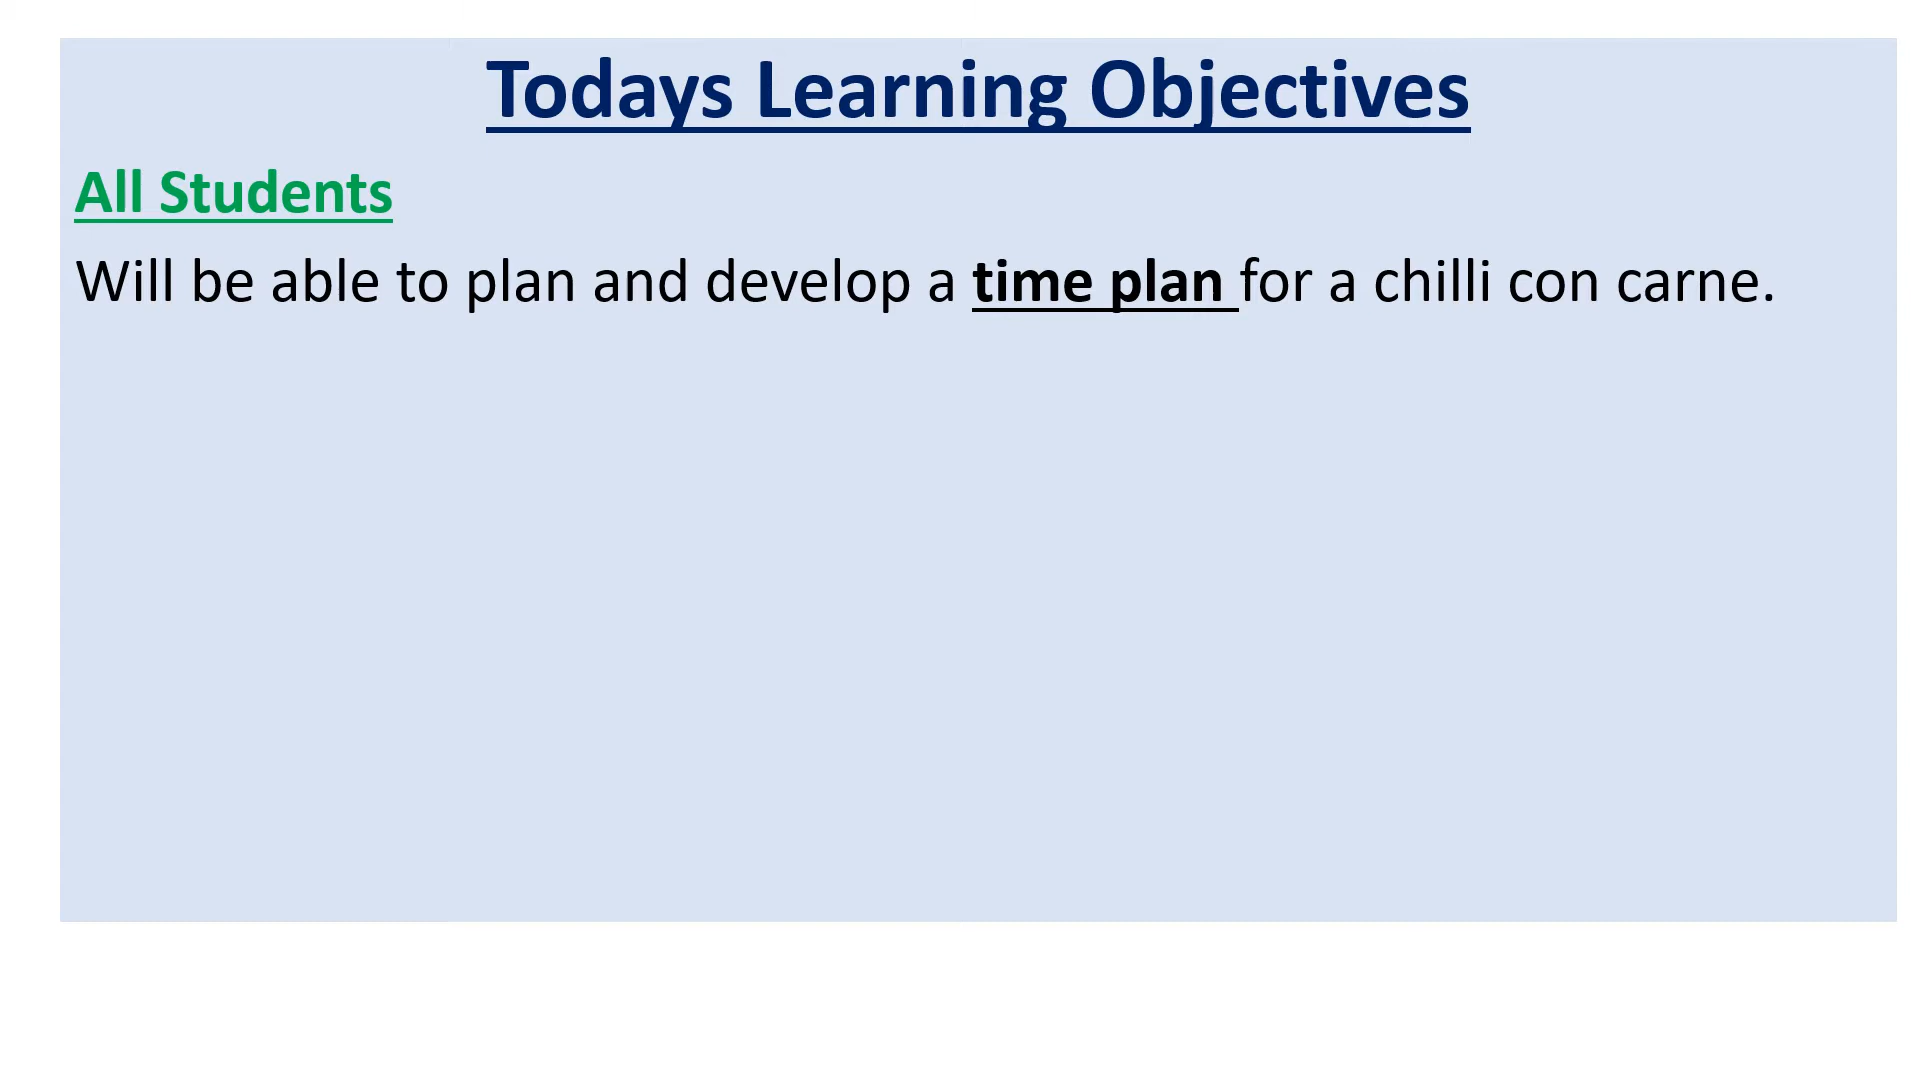 Todays Learning Objectives
All Students
Will be able to plan and develop a time plan for a chilli con carne.